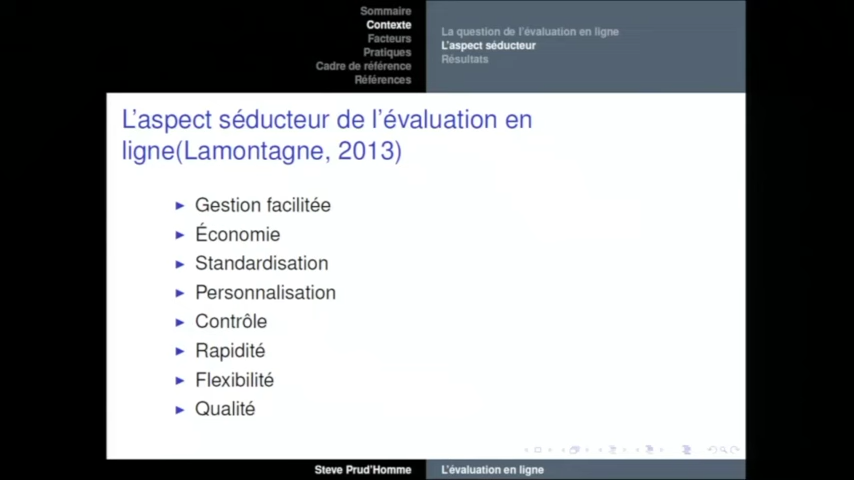 Sommaire
Contexte
Facteurs
Pratiques
Cadre de référence
Références
La question de l'évaluation en ligne
L'aspect séducteur
Résultats
L'aspect séducteur de l'évaluation en
ligne(Lamontagne, 2013)
Gestion facilitée
Économie
Standardisation
Personnalisation
Contrôle
Rapidité
Flexibilité
Qualité
Steve Prud'Homme
L'évaluation en ligne